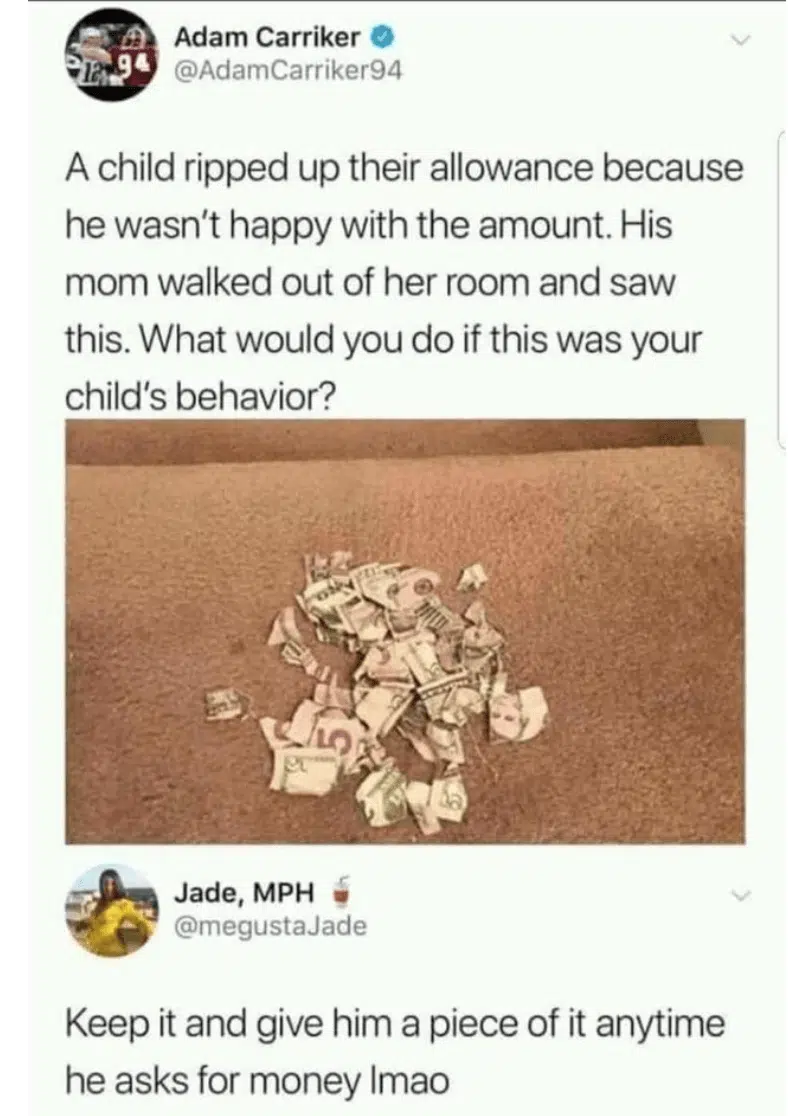 Adam Carriker
@AdamCarriker94
A child ripped up their allowance because
he wasn't happy with the amount. His
mom walked out of her room and saw
this. What would you do if this was your
child's behavior?
5
Jade, MPH
@megustaJade
Keep it and give him a piece of it anytime
he asks for money lmao